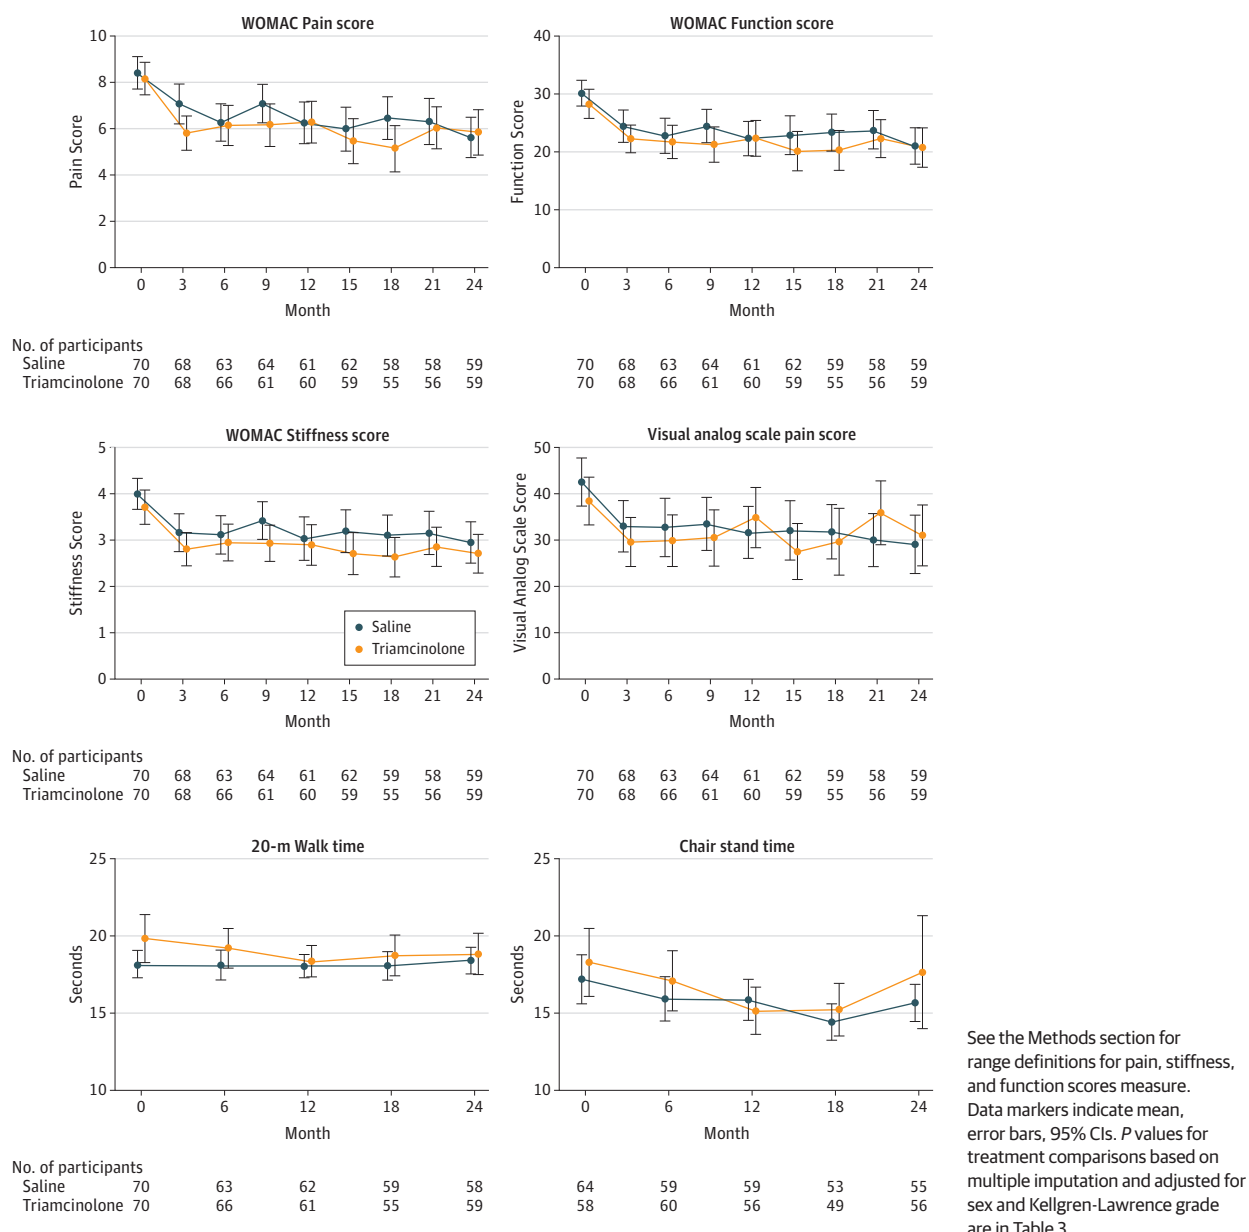 WOMAC Pain score
10
8
6
4
2
0
Pain Score
0 3 6 9 12 15 18 21 24
Month
No. of participants
Saline 70 68 63 64 61 62 58 58 59
Triamcinolone 70 68 66 61 60 59 55 56 59
WOMAC Function score
40
30
20
10
0
Function Score
0 3 6 9 12 15 18 21 24
Month
70 68 63 64 61 62 59 58 59
70 68 66 61 60 59 55 56 59
WOMAC Stiffness score
5
4
3
2
1
0
Stiffness Score
Saline
Triamcinolone
0 3 6 9 12 15 18 21 24
Month
No. of participants
Saline 70 68 63 64 61 62 59 58 59
Triamcinolone 70 68 66 61 60 59 55 56 59
Visual analog scale pain score
50
40
30
20
10
0
Visual Analog Scale Score
0 3 6 9 12 15 18 21 24
Month
70 68 63 64 61 62 59 58 59
70 68 66 61 60 59 55 56 59
20-m Walk time
25
20
15
10
Seconds
0 6 12 18 24
Month
No. of participants
Saline 70 63 62 59 58
Triamcinolone 70 66 61 55 59
Chair stand time
25
20
15
10
Seconds
0 6 12 18 24
Month
64 59 59 53 55
58 60 56 49 56
See the Methods section for
range definitions for pain, stiffness,
and function scores measure.
Data markers indicate mean,
error bars, 95% CIs. P values for
treatment comparisons based on
multiple imputation and adjusted for
sex and Kellgren-Lawrence grade
are in Table 3